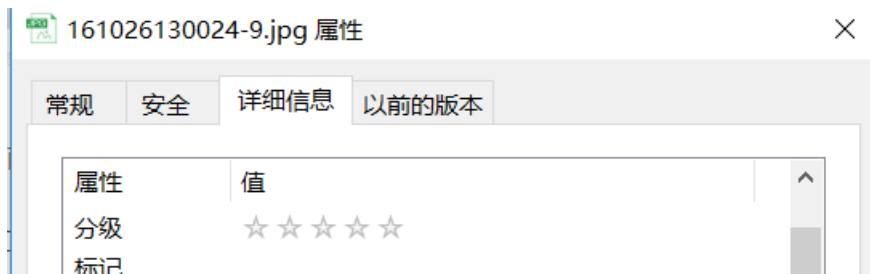 161026130024-9.jpg 属性
常规 安全 详细信息 以前的版本
属性 值
分级
标记